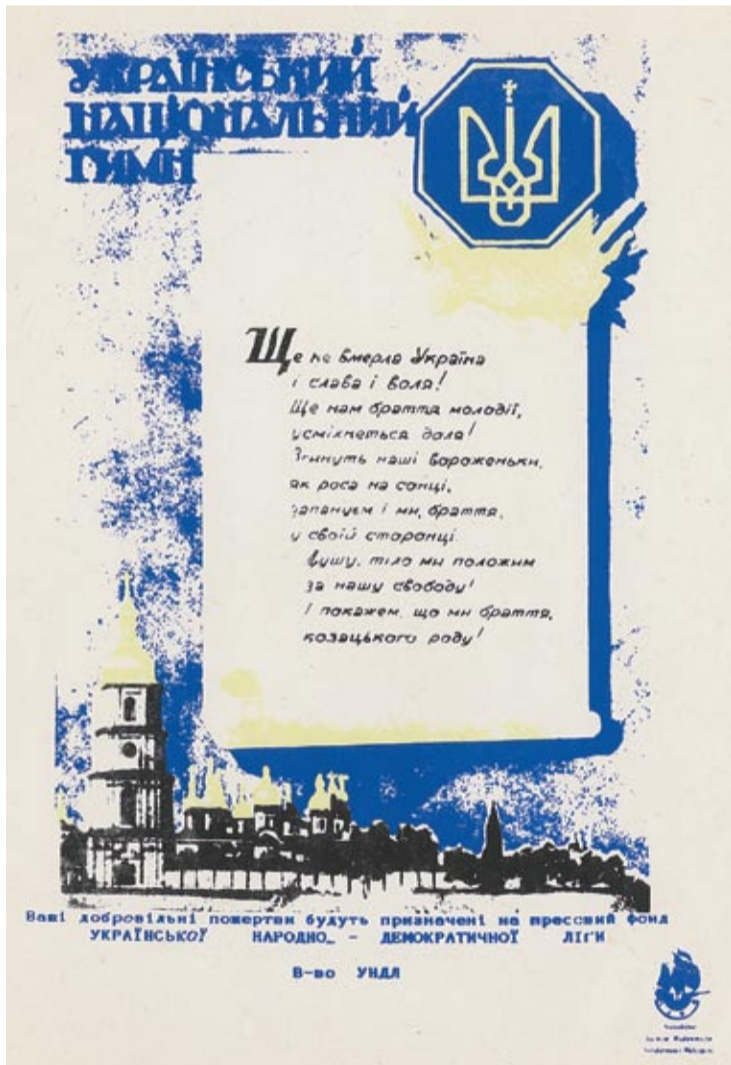 УКРАЇНСЬКИЙ
НАЦІОНАЛЬНИЙ
ГИМН
Ще не вмерла Україна
і слава і воля!
Ще нам браття молодії,
усміхнеться доля!
Згинуть наші вороженьки,
як роса на сонці,
запануєм і ми, браття,
у своїй сторонці.
Душу, тіло ми положим
за нашу свободу!
І покажем, що ми браття,
козацького роду!
Ваші добровільні пожертви будуть призначені на прессвий фонд
УКРАЇНСЬКОЇ НАРОДНО_ - ДЕМОКРАТИЧНОЇ ЛІГИ
В-во УНДЛ